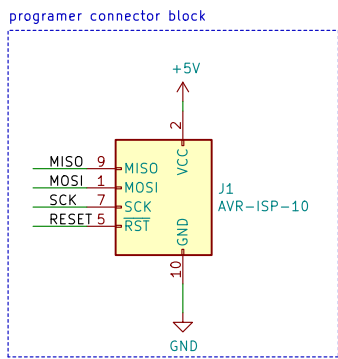 programer connector block
+5V
2
VCC
MISO 9 MISO
MOSI 1 MOSI
SCK 7 SCK
RESET 5 RST
J1
AVR-ISP-10
GND
10
GND